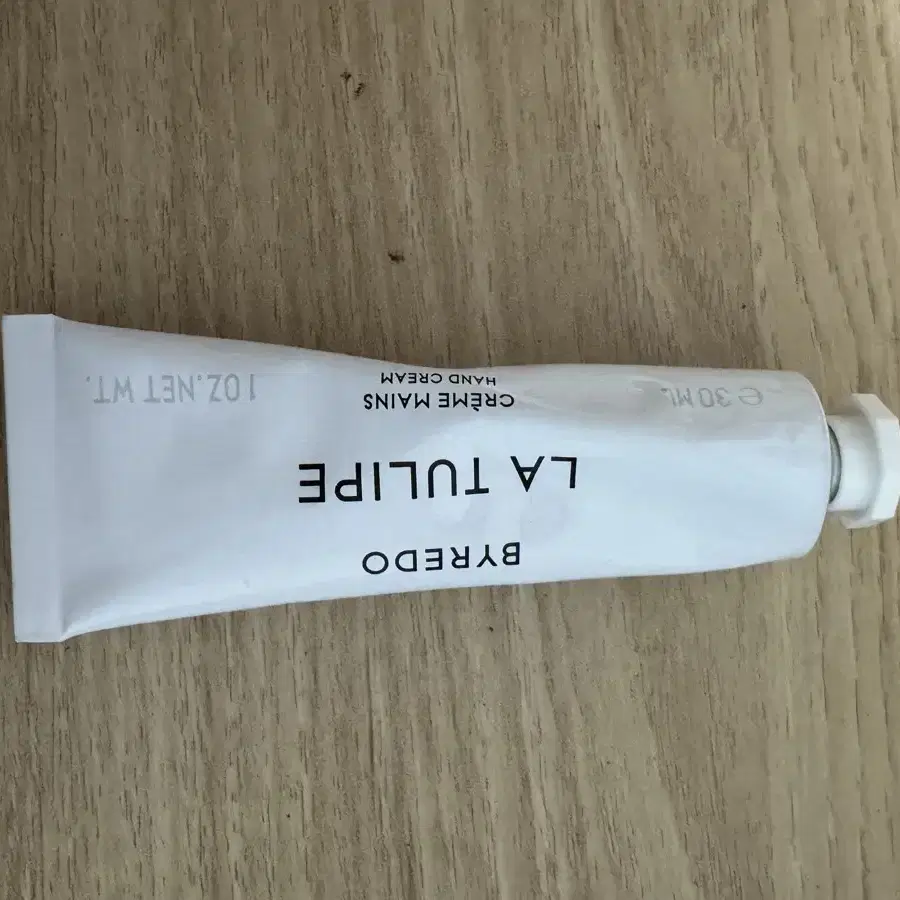 BYREDO
LA TULIPE
CRÈME MAINS
HAND CREAM
℮ 30 ML
1 OZ. NET WT.